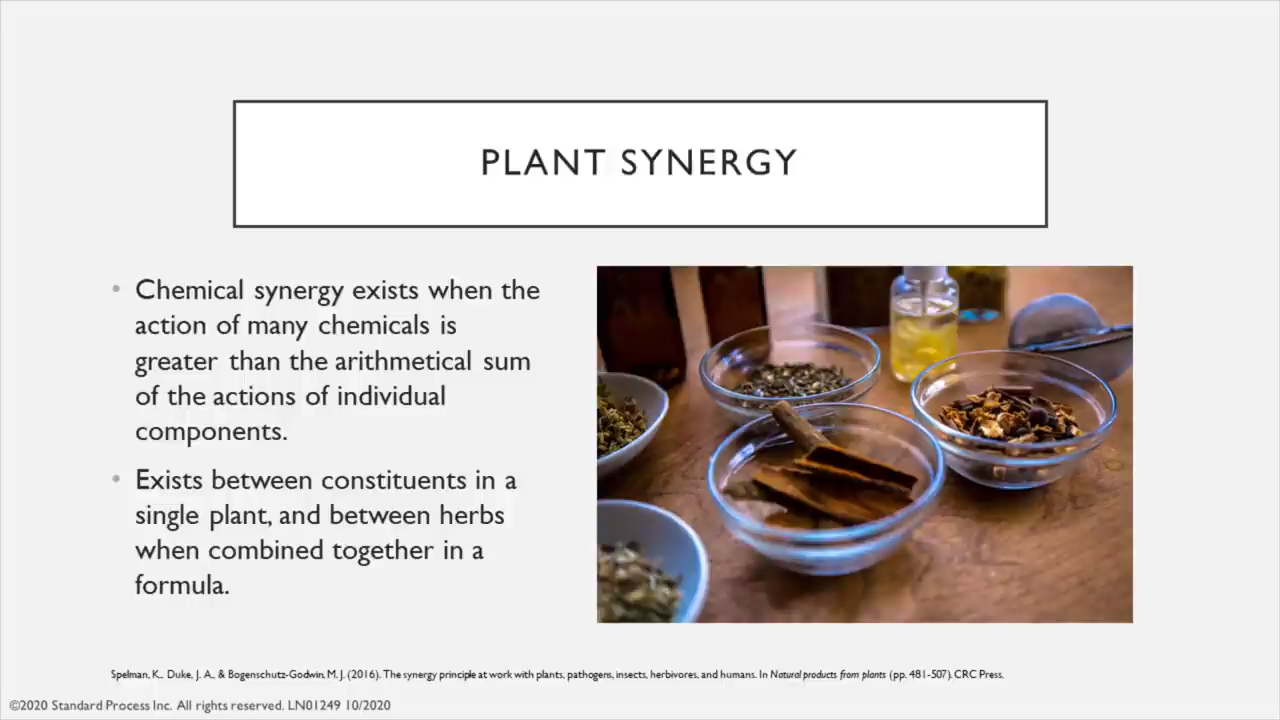 PLANT SYNERGY
• Chemical synergy exists when the
action of many chemicals is
greater than the arithmetical sum
of the actions of individual
components.
• Exists between constituents in a
single plant, and between herbs
when combined together in a
formula.
Spelman, K., Duke, J. A., & Bogenschutz-Godwin, M. J. (2016). The synergy principle at work with plants, pathogens, insects, herbivores, and humans. In Natural products from plants (pp. 481-507). CRC Press.
©2020 Standard Process Inc. All rights reserved. LN01249 10/2020